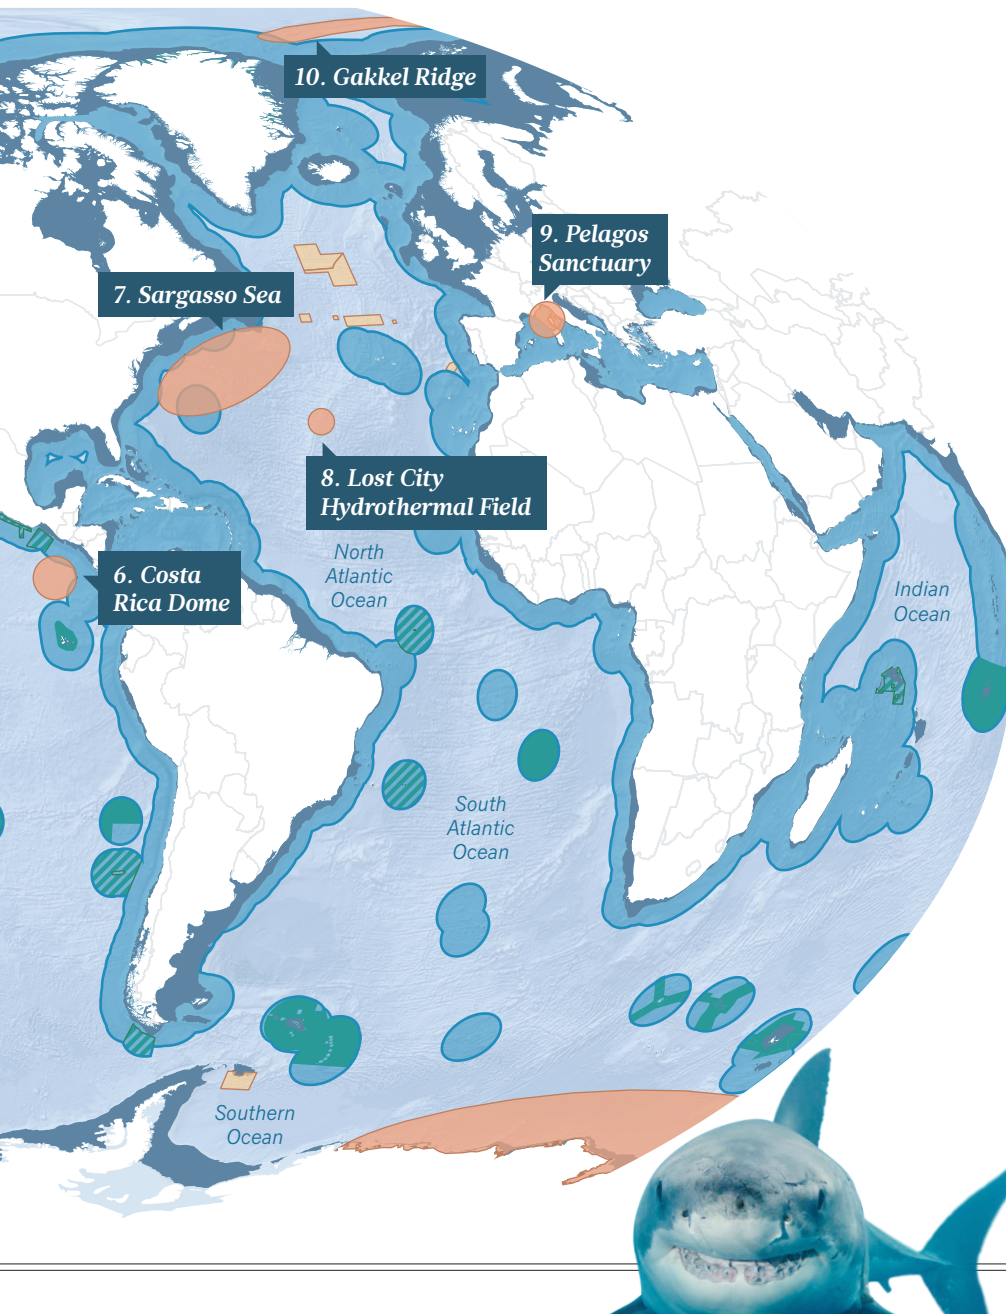 10. Gakkel Ridge
9. Pelagos
Sanctuary
7. Sargasso Sea
8. Lost City
Hydrothermal Field
North
Atlantic
Ocean
6. Costa
Rica Dome
Indian
Ocean
South
Atlantic
Ocean
Southern
Ocean